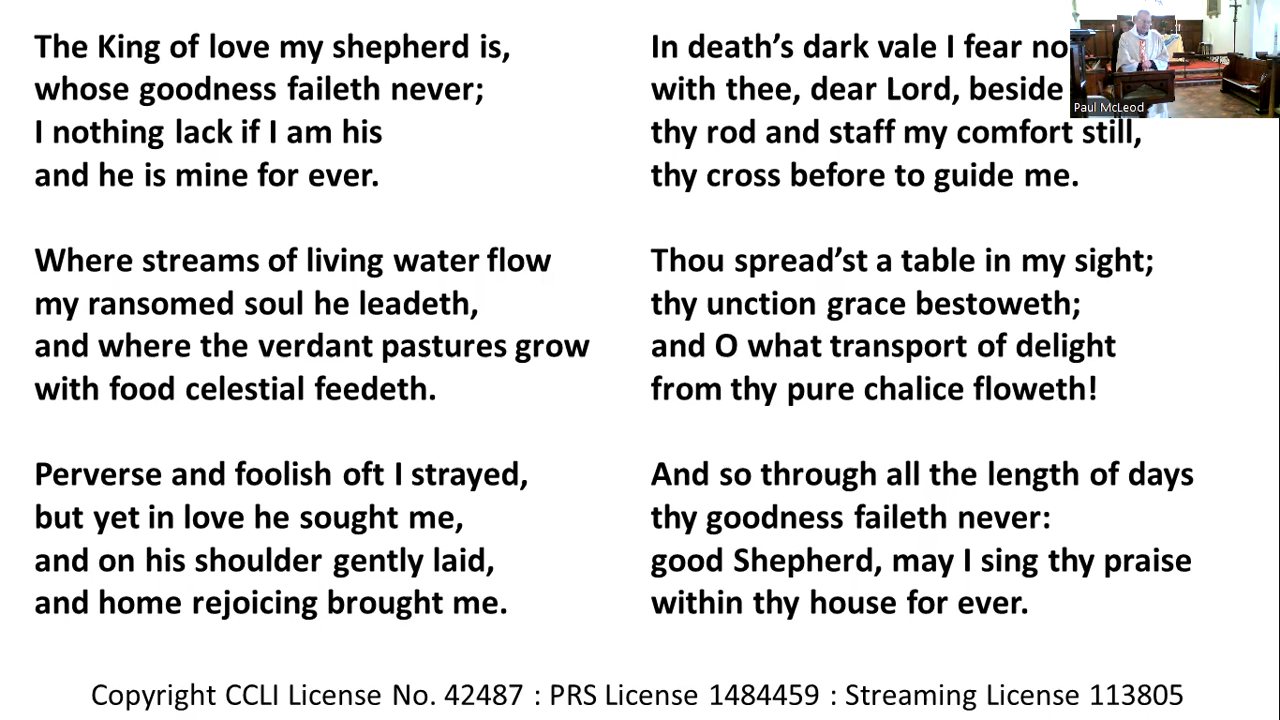 The King of love my shepherd is,
whose goodness faileth never;
I nothing lack if I am his
and he is mine for ever.
Where streams of living water flow
my ransomed soul he leadeth,
and where the verdant pastures grow
with food celestial feedeth.
Perverse and foolish oft I strayed,
but yet in love he sought me,
and on his shoulder gently laid,
and home rejoicing brought me.
In death’s dark vale I fear no
with thee, dear Lord, beside
thy rod and staff my comfort still,
thy cross before to guide me.
Thou spread’st a table in my sight;
thy unction grace bestoweth;
and O what transport of delight
from thy pure chalice floweth!
And so through all the length of days
thy goodness faileth never:
good Shepherd, may I sing thy praise
within thy house for ever.
Paul McLeod
Copyright CCLI License No. 42487 : PRS License 1484459 : Streaming License 113805